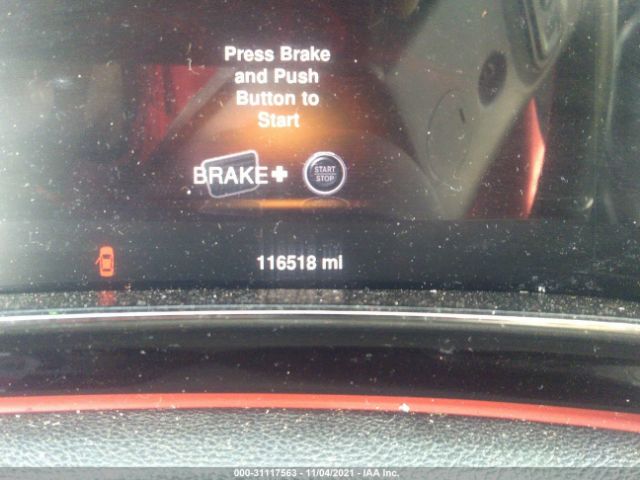 Press Brake
and Push
Button to
Start
BRAKE+
START
STOP
116518 mi
000-31117563 - 11/04/2021 - IAA Inc.